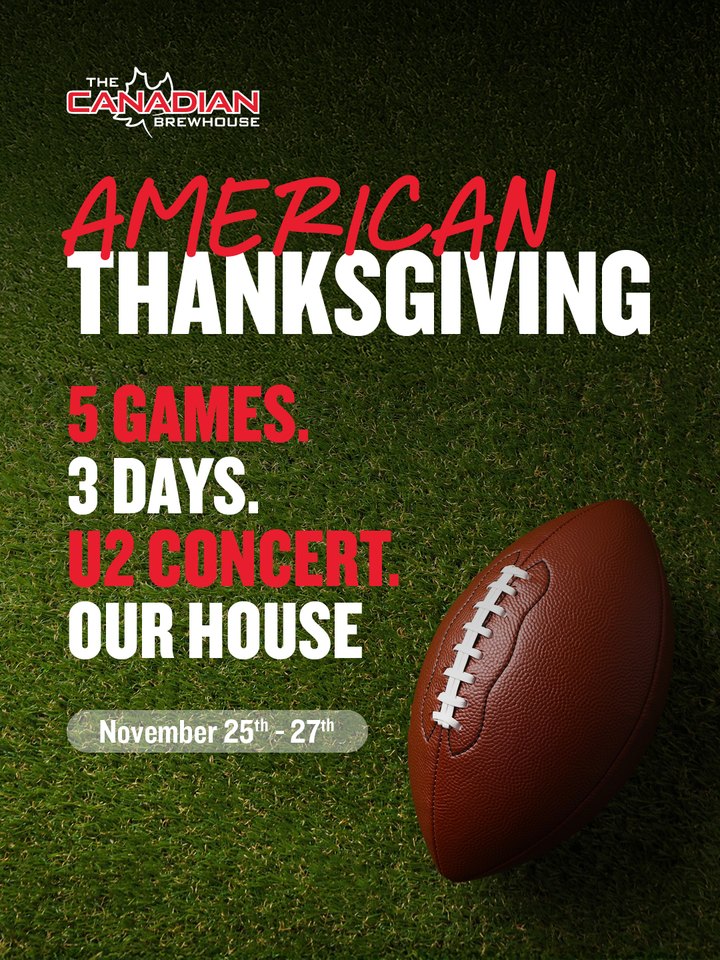 THE
CANADIAN
BREWHOUSE
AMERICAN
THANKSGIVING
5 GAMES.
3 DAYS.
U2 CONCERT.
OUR HOUSE
November 25th - 27th